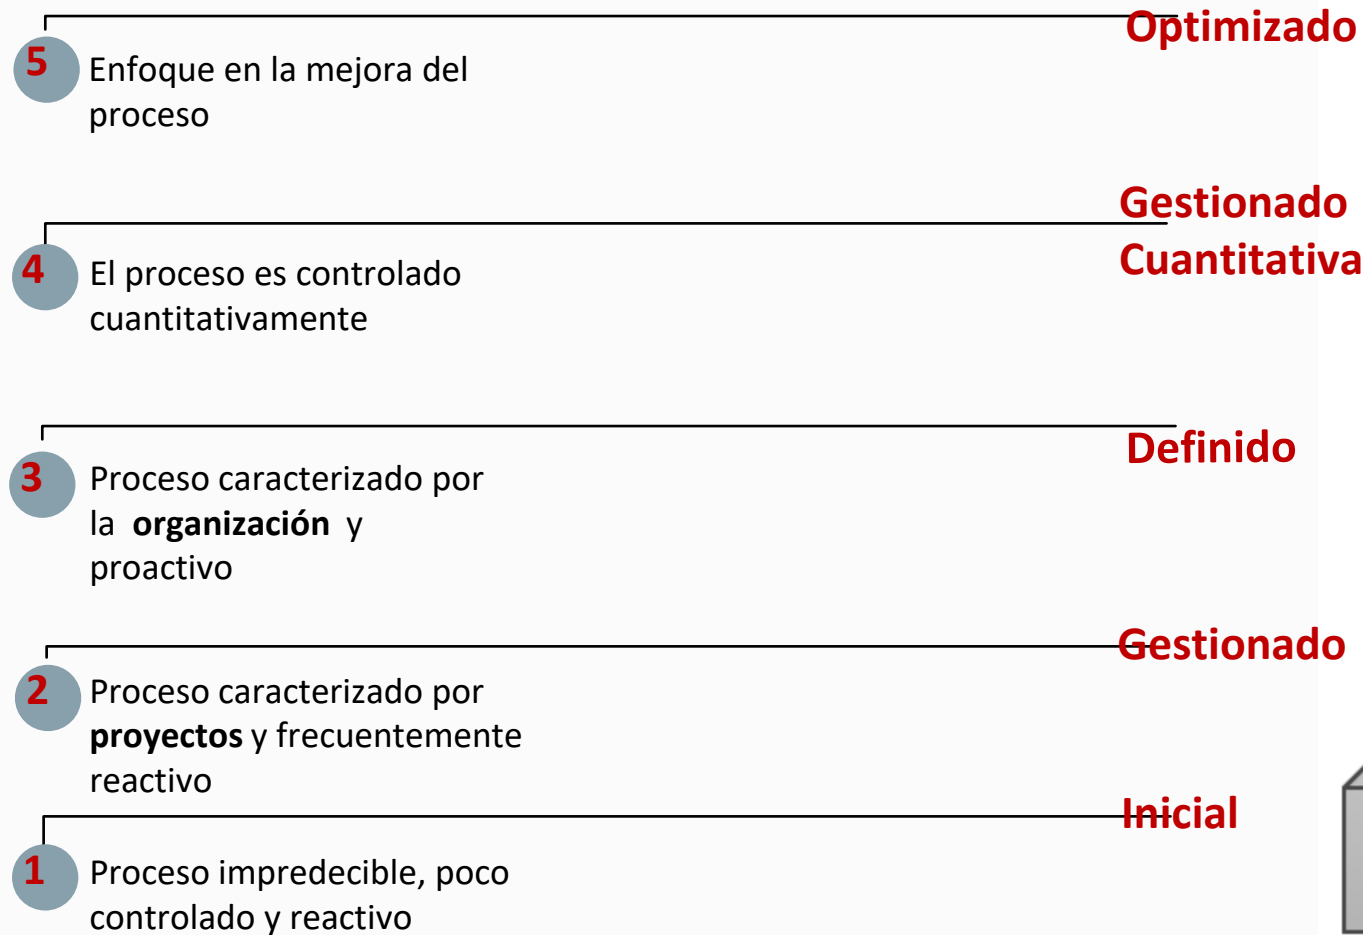 Optimizado
5
Enfoque en la mejora del
proceso
Gestionado
Cuantitativa
4
El proceso es controlado
cuantitativamente
Definido
3
Proceso caracterizado por
la organización y
proactivo
Gestionado
2
Proceso caracterizado por
proyectos y frecuentemente
reactivo
Inicial
1
Proceso impredecible, poco
controlado y reactivo